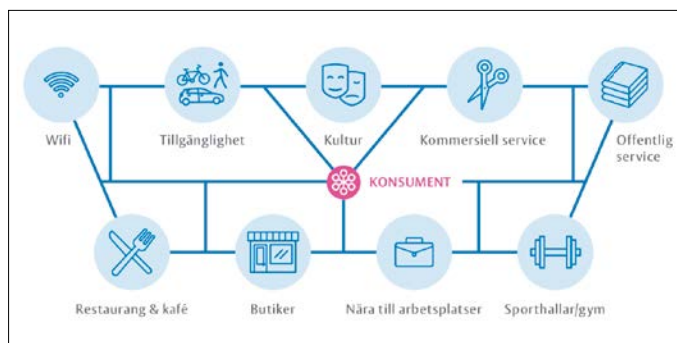 Wifi
Tillgänglighet
Kultur
Kommersiell service
Offentlig
service
KONSUMENT
Restaurang & kafé
Butiker
Nära till arbetsplatser
Sporthallar/gym